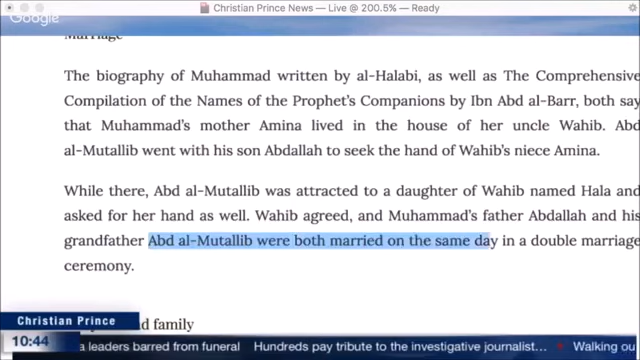 Christian Prince News — Live @ 200.5% — Ready
Google
Marriage
The biography of Muhammad written by al-Halabi, as well as The Comprehensive
Compilation of the Names of the Prophet's Companions by Ibn Abd al-Barr, both say
that Muhammad's mother Amina lived in the house of her uncle Wahib. Abd
al-Mutallib went with his son Abdallah to seek the hand of Wahib's niece Amina.
While there, Abd al-Mutallib was attracted to a daughter of Wahib named Hala and
asked for her hand as well. Wahib agreed, and Muhammad's father Abdallah and his
grandfather Abd al-Mutallib were both married on the same day in a double marriage
ceremony.
Christian Prince
nd family
10:44
a leaders barred from funeral Hundreds pay tribute to the investigative journalist... Walking ou